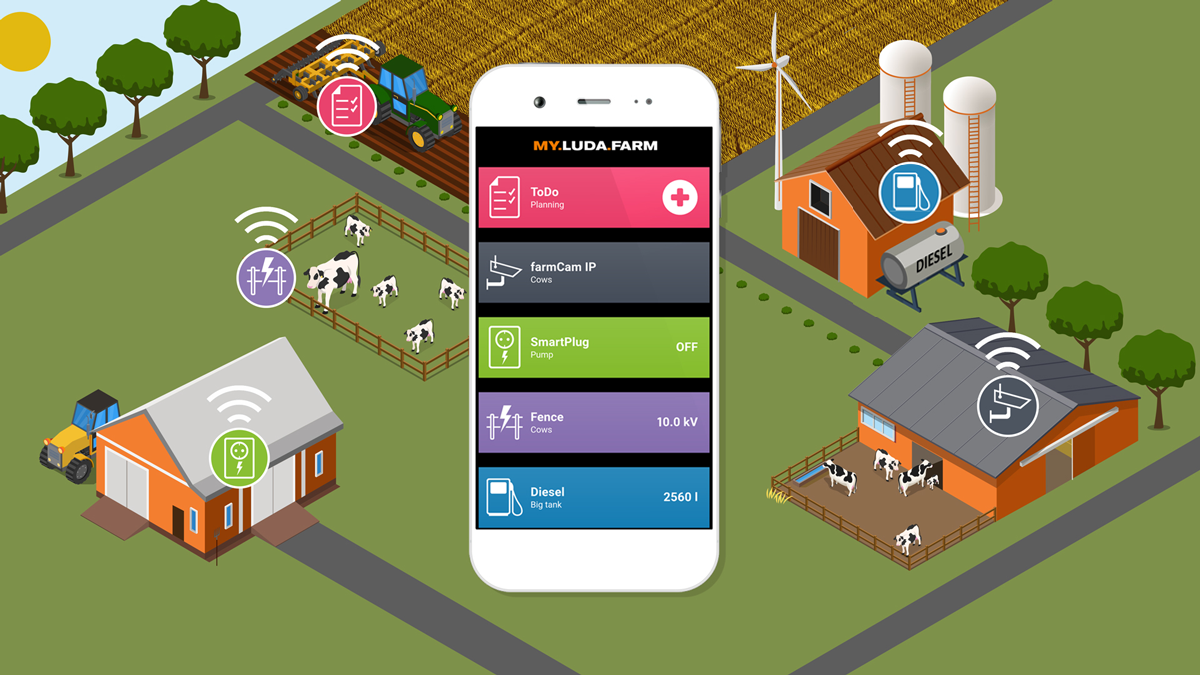 MY.LUDA.FARM
ToDo
Planning
farmCam IP
Cows
SmartPlug
Pump
OFF
Fence
Cows
10.0 kV
Diesel
Big tank
2560 l
DIESEL